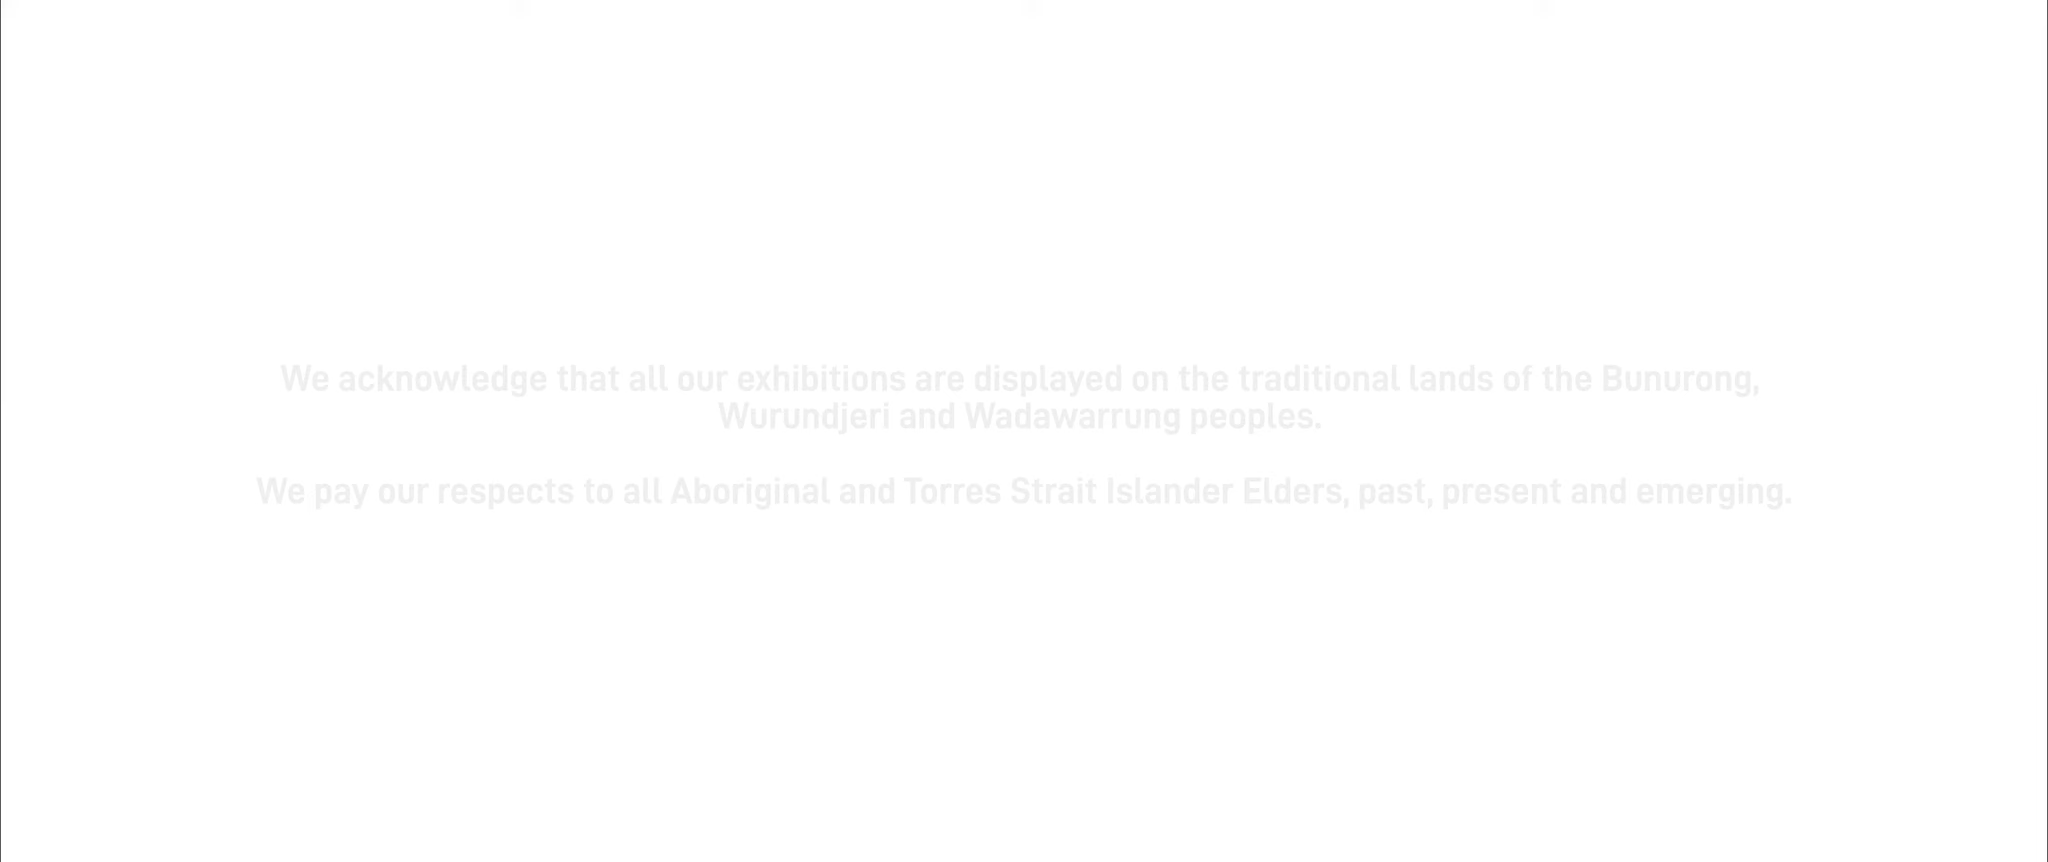 We acknowledge that all our exhibitions are displayed on the traditional lands of the Bunurong,
Wurundjeri and Wadawarrung peoples.
We pay our respects to all Aboriginal and Torres Strait Islander Elders, past, present and emerging.